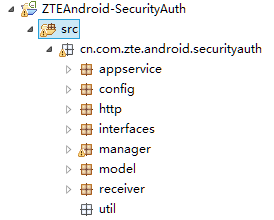 ZTEAndroid-SecurityAuth
src
cn.com.zte.android.securityauth
appservice
config
http
interfaces
manager
model
receiver
util